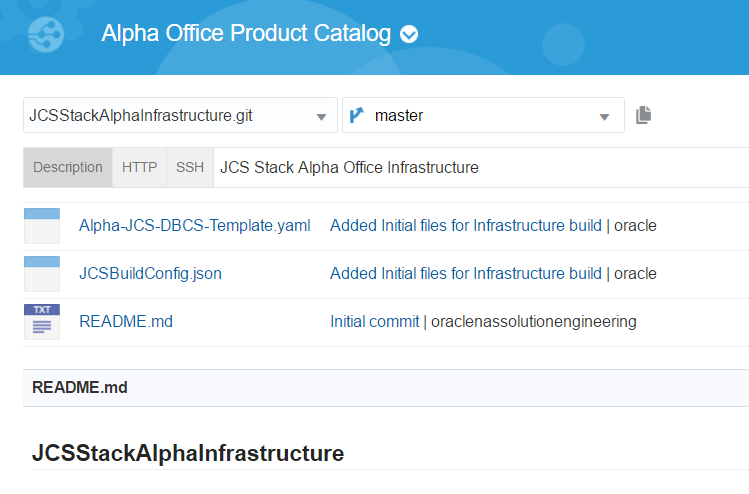 Alpha Office Product Catalog
JCSStackAlphaInfrastructure.git master
Description HTTP SSH JCS Stack Alpha Office Infrastructure
Alpha-JCS-DBCS-Template.yaml Added Initial files for Infrastructure build | oracle
JCSBuildConfig.json Added Initial files for Infrastructure build | oracle
TXT README.md Initial commit | oraclenassolutionengineering
README.md
JCSStackAlphaInfrastructure